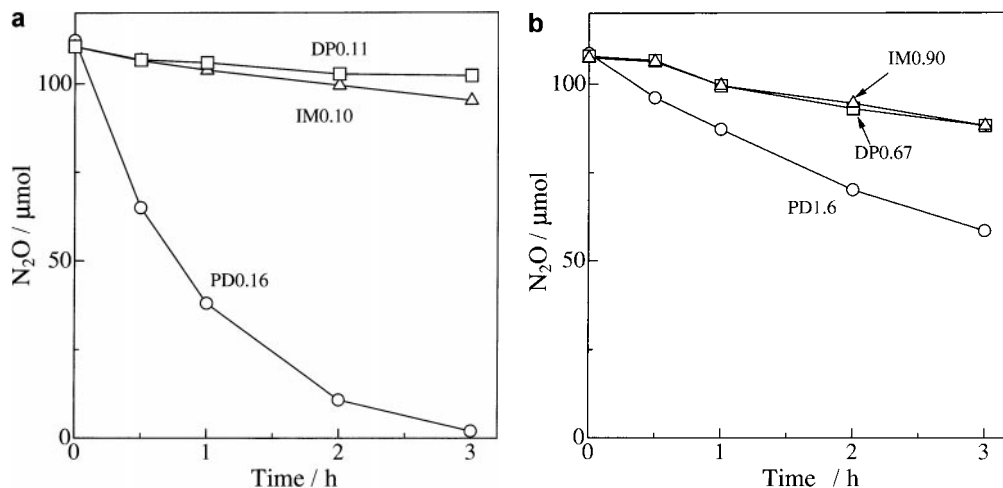 a
DP0.11
100
IM0.10
N₂O / μmol
50
PD0.16
0
0 1 2 3
Time / h
b
100
IM0.90
DP0.67
N₂O / μmol
PD1.6
50
0
0 1 2 3
Time / h